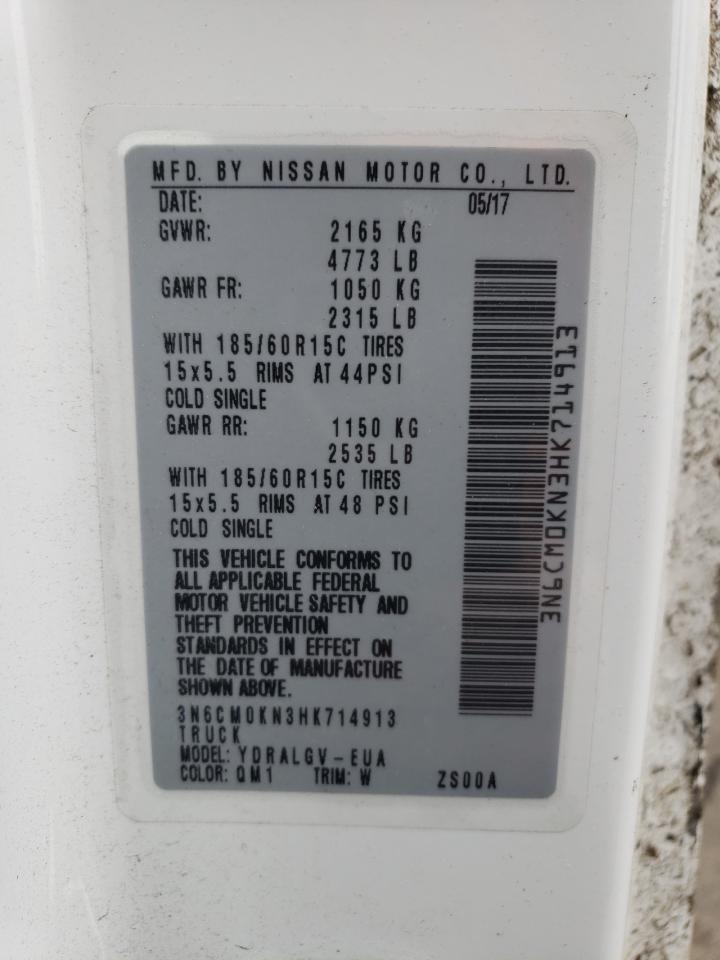 MFD. BY NISSAN MOTOR CO., LTD.
DATE: 05/17
GVWR: 2165 KG
4773 LB
GAWR FR: 1050 KG
2315 LB
WITH 185/60R15C TIRES
15x5.5 RIMS AT 44PSI
COLD SINGLE
GAWR RR: 1150 KG
2535 LB
WITH 185/60R15C TIRES
15x5.5 RIMS AT 48 PSI
COLD SINGLE
THIS VEHICLE CONFORMS TO
ALL APPLICABLE FEDERAL
MOTOR VEHICLE SAFETY AND
THEFT PREVENTION
STANDARDS IN EFFECT ON
THE DATE OF MANUFACTURE
SHOWN ABOVE.
3N6CM0KN3HK714913
TRUCK
MODEL: YDRALGV-EUA
COLOR: QM1 TRIM: W ZS00A
3N6CM0KN3HK714913